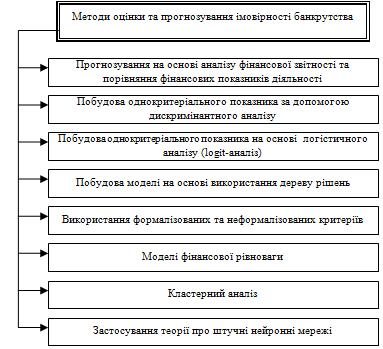 Методи оцінки та прогнозування імовірності банкрутства
Прогнозування на основі аналізу фінансової звітності та
порівняння фінансових показників діяльності
Побудова однокритеріального показника за допомогою
дискримінантного аналізу
Побудова однокритеріального показника на основі логістичного
аналізу (logit-аналіз)
Побудова моделі на основі використання дереву рішень
Використання формалізованих та неформалізованих критеріїв
Моделі фінансової рівноваги
Кластерний аналіз
Застосування теорії про штучні нейронні мережі